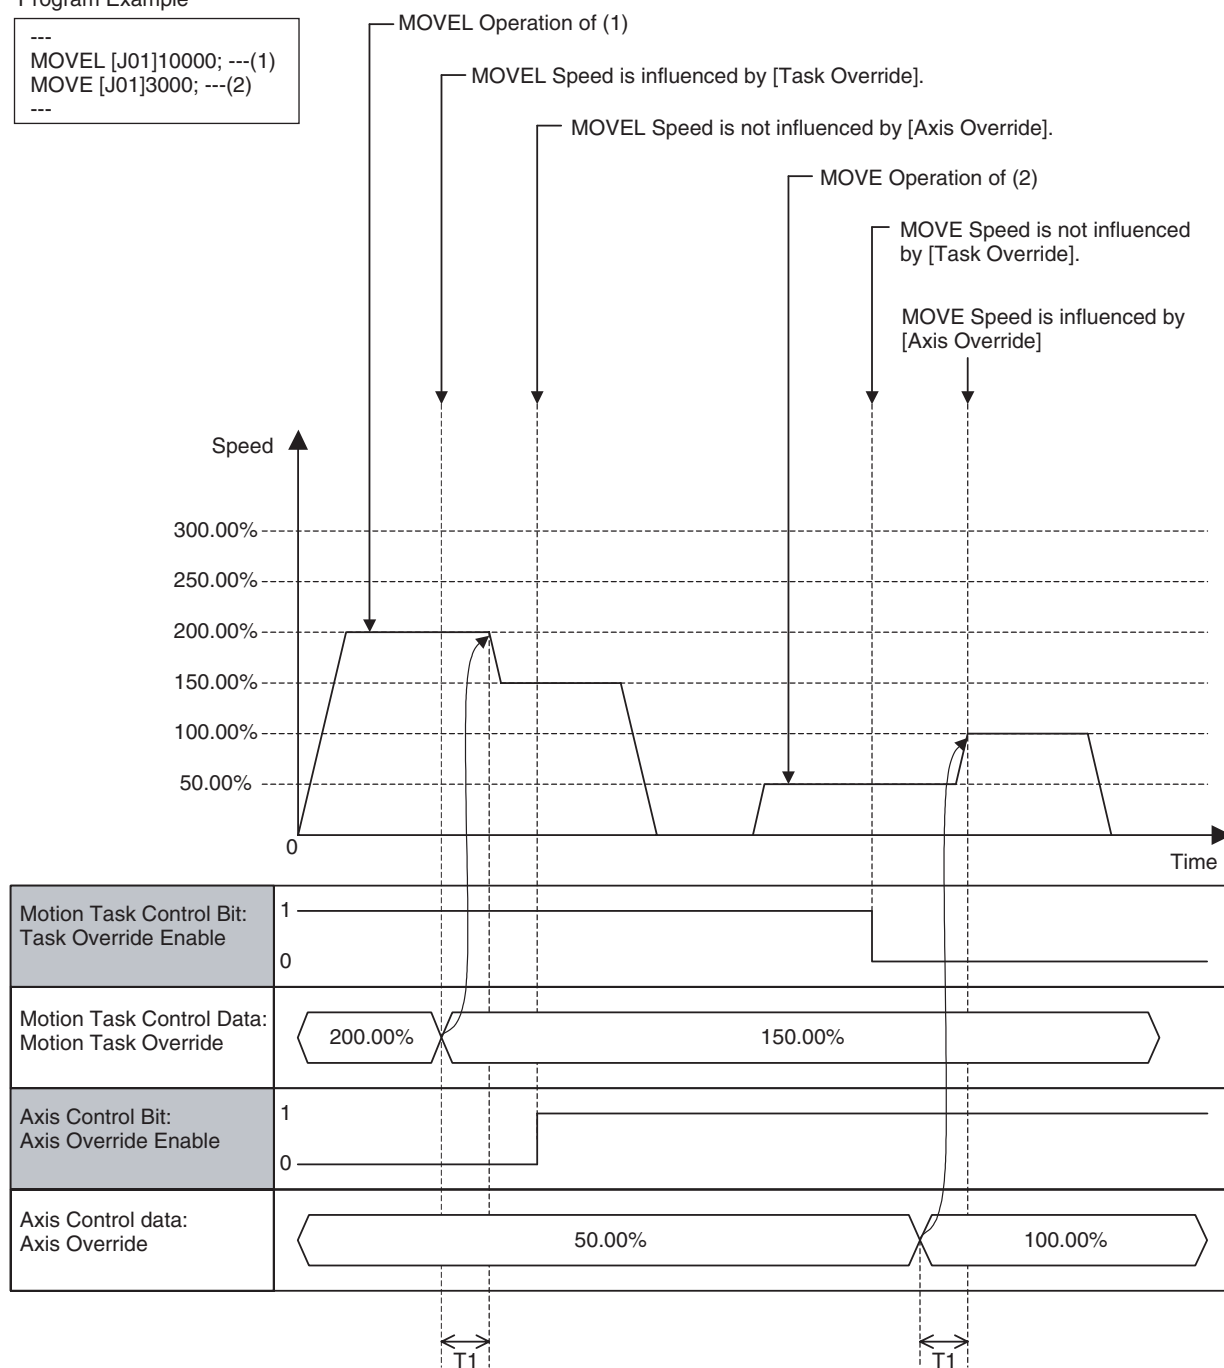 Program Example
---
MOVEL [J01]10000; ---(1)
MOVE [J01]3000; ---(2)
---
MOVEL Operation of (1)
MOVEL Speed is influenced by [Task Override].
MOVEL Speed is not influenced by [Axis Override].
MOVE Operation of (2)
MOVE Speed is not influenced
by [Task Override].
MOVE Speed is influenced by
[Axis Override]
Speed
300.00%
250.00%
200.00%
150.00%
100.00%
50.00%
0
Time
Motion Task Control Bit:
Task Override Enable
1
0
Motion Task Control Data:
Motion Task Override
200.00%
150.00%
Axis Control Bit:
Axis Override Enable
1
0
Axis Control data:
Axis Override
50.00%
100.00%
T1
T1